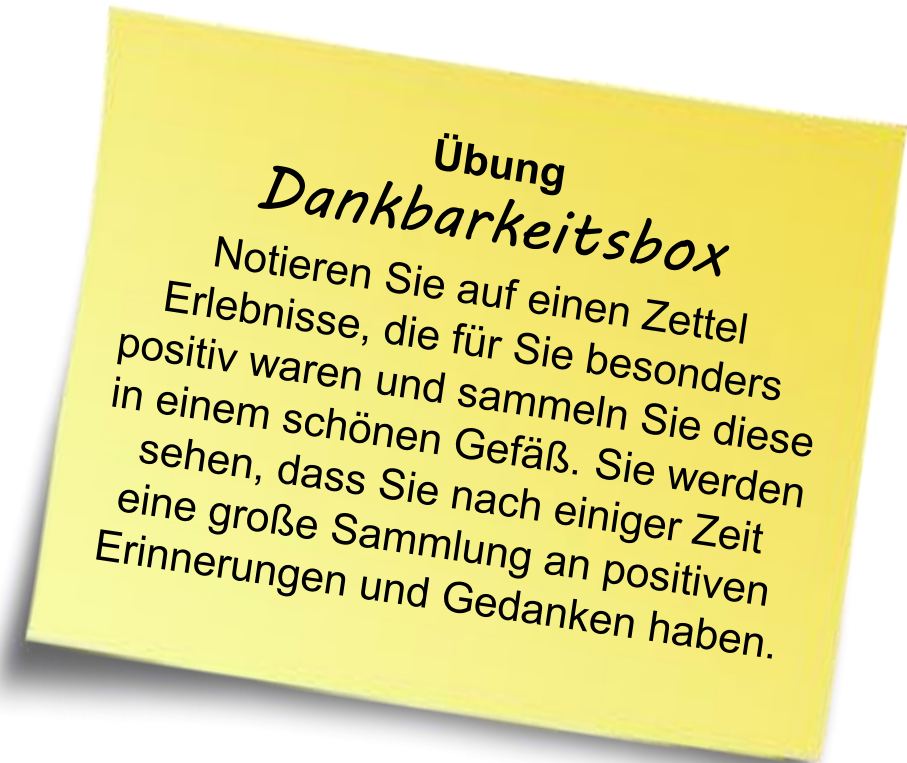 Übung
Dankbarkeitsbox
Notieren Sie auf einen Zettel
Erlebnisse, die für Sie besonders
positiv waren und sammeln Sie diese
in einem schönen Gefäß. Sie werden
sehen, dass Sie nach einiger Zeit
eine große Sammlung an positiven
Erinnerungen und Gedanken haben.